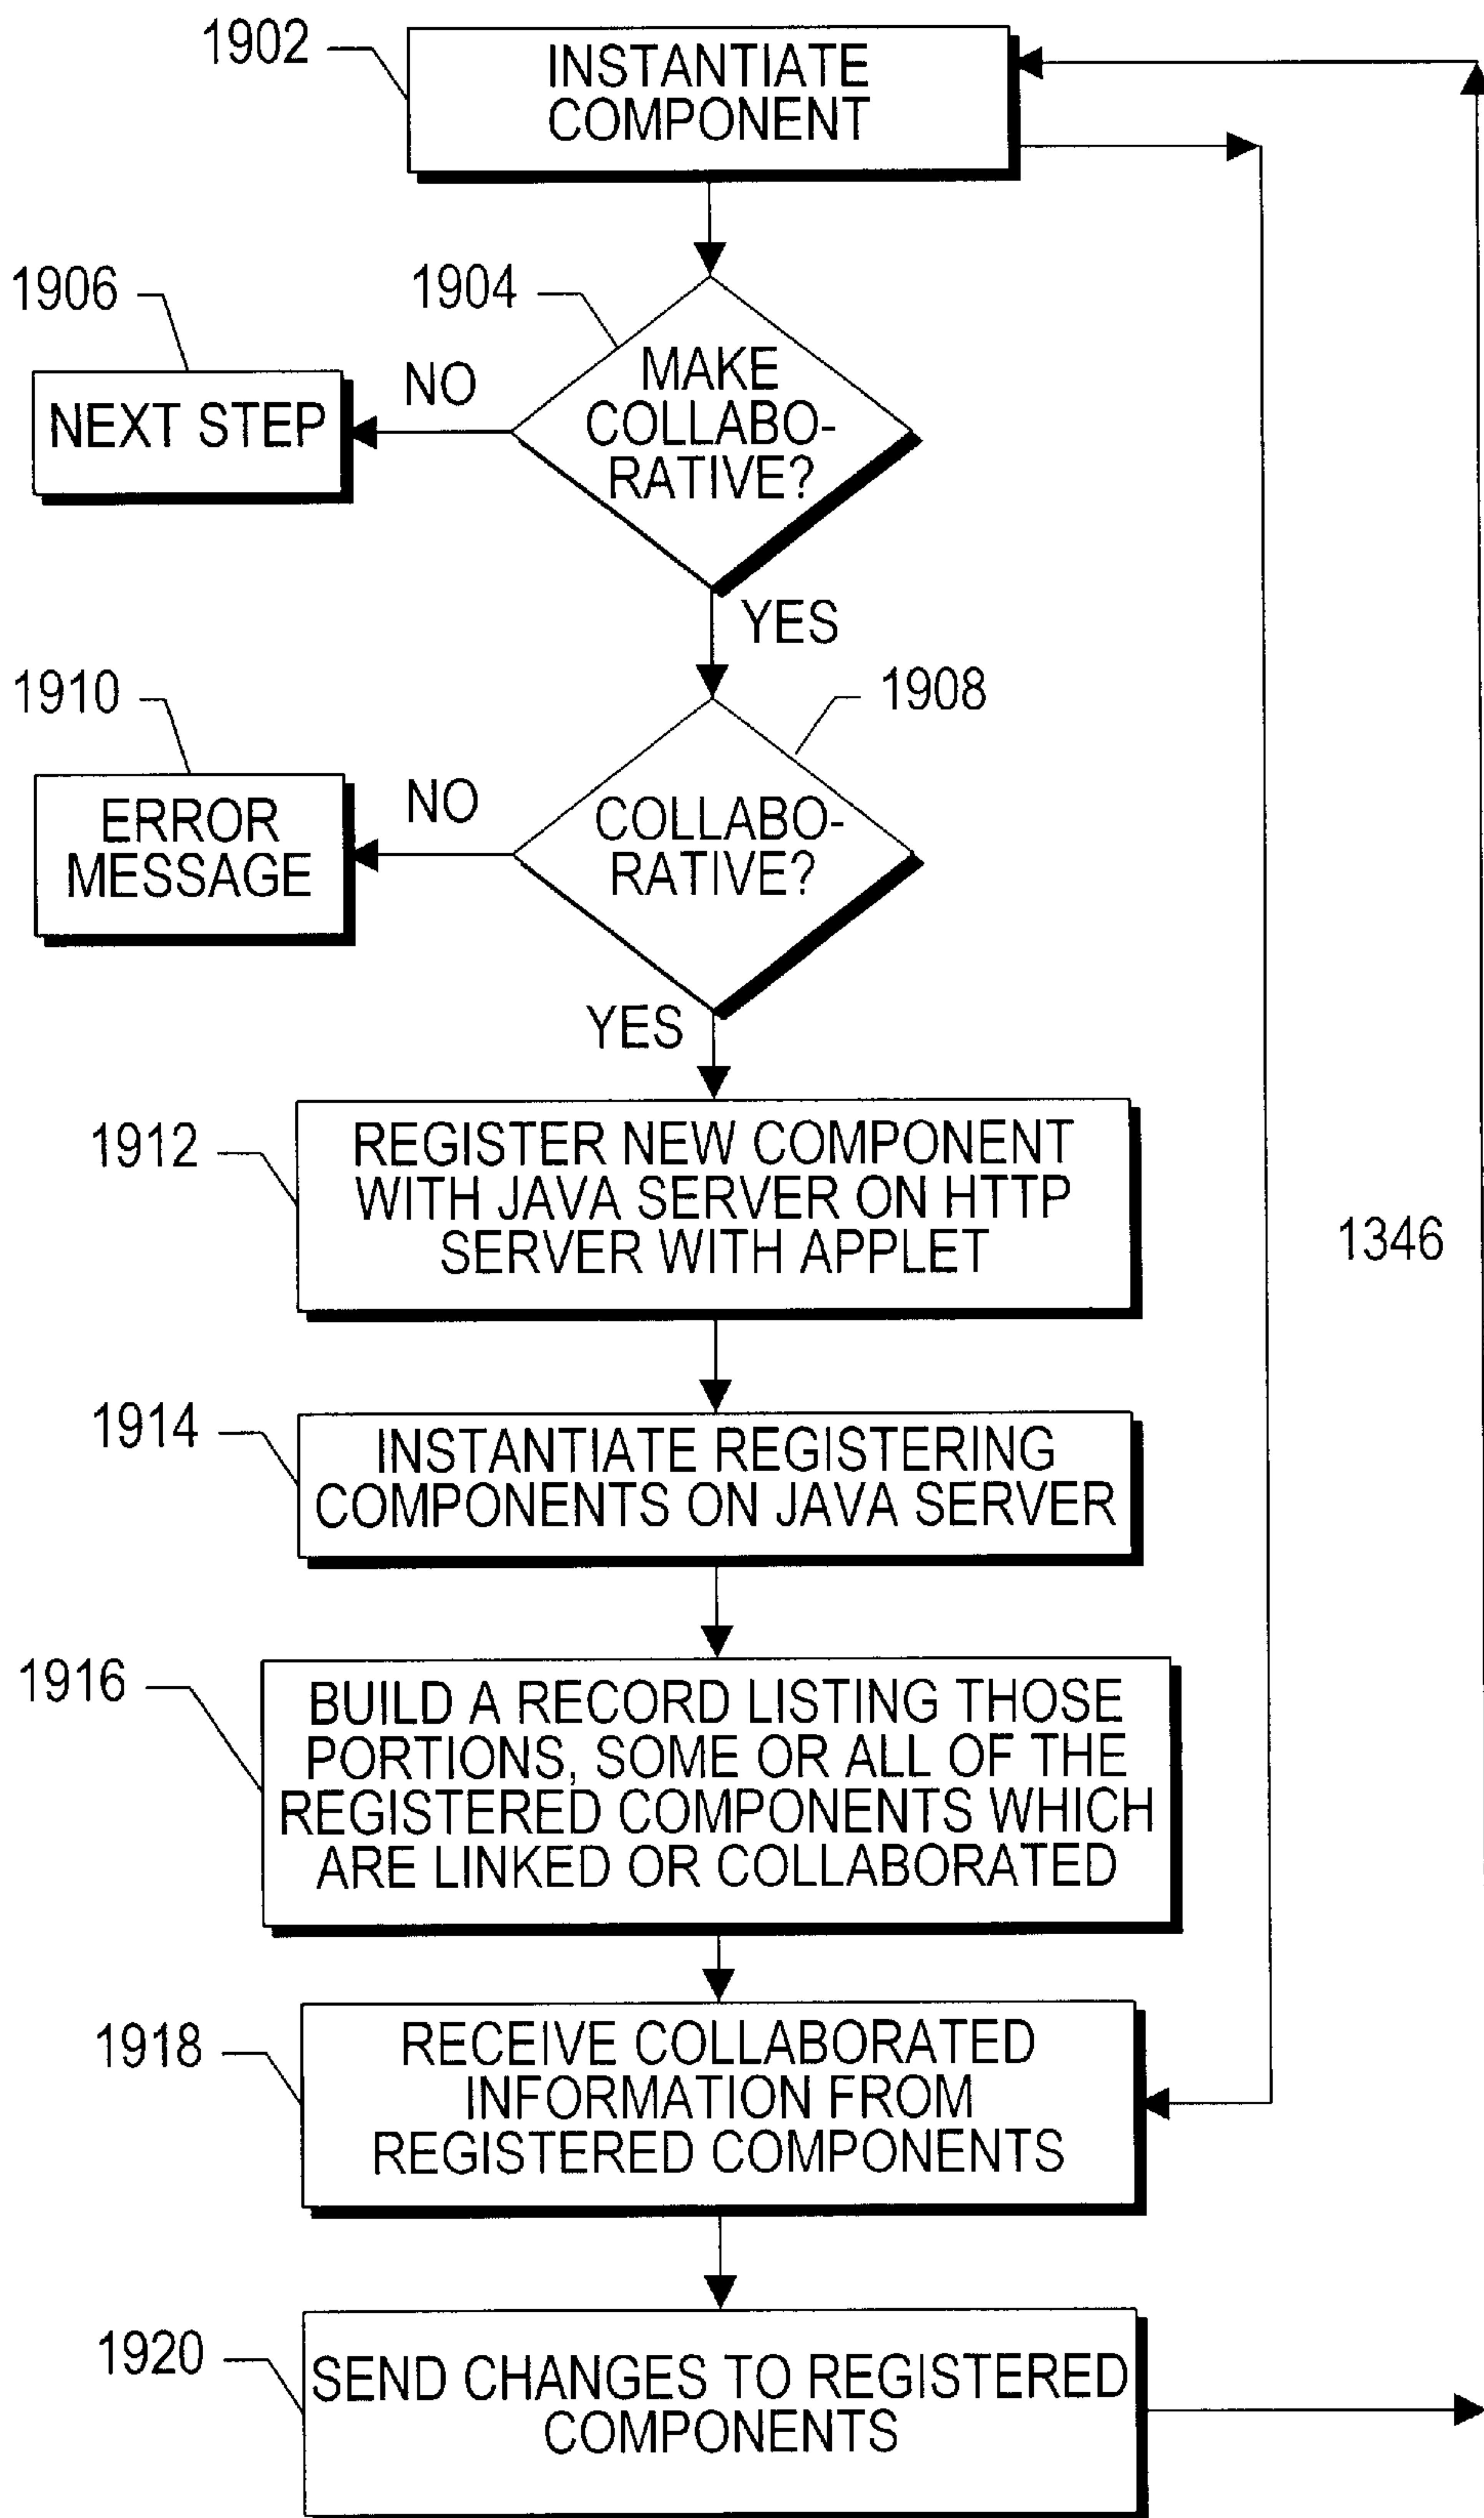 1902
INSTANTIATE
COMPONENT
1906
1904
NEXT STEP
NO
MAKE
COLLABO-
RATIVE?
YES
1910
1908
ERROR
MESSAGE
NO
COLLABO-
RATIVE?
YES
1912
REGISTER NEW COMPONENT
WITH JAVA SERVER ON HTTP
SERVER WITH APPLET
1346
1914
INSTANTIATE REGISTERING
COMPONENTS ON JAVA SERVER
1916
BUILD A RECORD LISTING THOSE
PORTIONS, SOME OR ALL OF THE
REGISTERED COMPONENTS WHICH
ARE LINKED OR COLLABORATED
1918
RECEIVE COLLABORATED
INFORMATION FROM
REGISTERED COMPONENTS
1920
SEND CHANGES TO REGISTERED
COMPONENTS